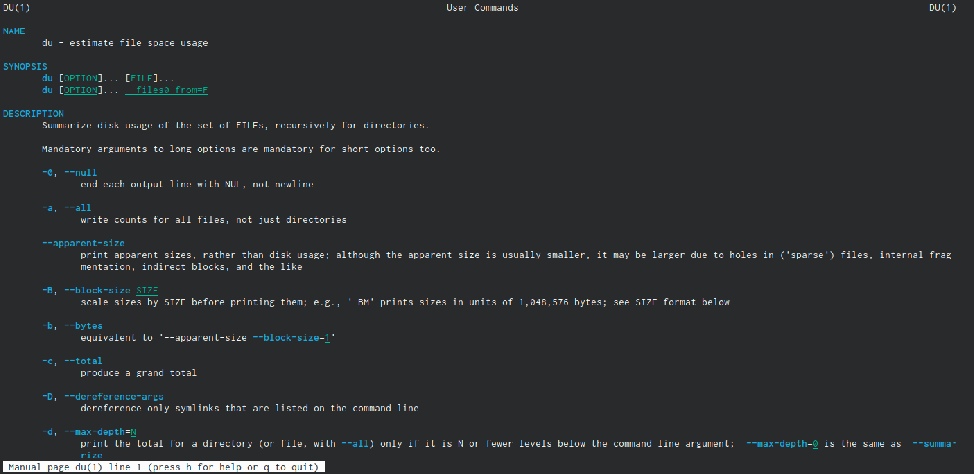 DU(1) User Commands DU(1)
NAME
du - estimate file space usage
SYNOPSIS
du [OPTION]... [FILE]...
du [OPTION]... --files0-from=F
DESCRIPTION
Summarize disk usage of the set of FILEs, recursively for directories.
Mandatory arguments to long options are mandatory for short options too.
-0, --null
end each output line with NUL, not newline
-a, --all
write counts for all files, not just directories
--apparent-size
print apparent sizes, rather than disk usage; although the apparent size is usually smaller, it may be larger due to holes in ('sparse') files, internal frag
mentation, indirect blocks, and the like
-B, --block-size SIZE
scale sizes by SIZE before printing them; e.g., '-BM' prints sizes in units of 1,048,576 bytes; see SIZE format below
-b, --bytes
equivalent to '--apparent-size --block-size=1'
-c, --total
produce a grand total
-D, --dereference-args
dereference only symlinks that are listed on the command line
-d, --max-depth=N
print the total for a directory (or file, with --all) only if it is N or fewer levels below the command line argument; --max-depth=0 is the same as --summa-
rize
Manual page du(1) line 1 (press h for help or q to quit)